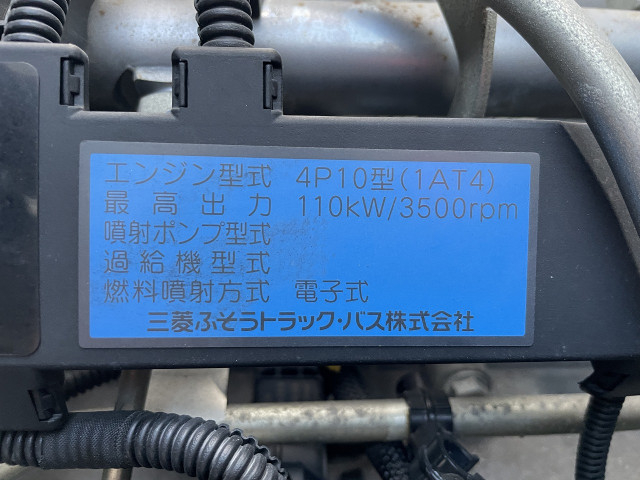 エンジン型式 4P10型(1AT4)
最高出力 110kW/3500rpm
噴射ポンプ型式
過給機型式
燃料噴射方式 電子式
三菱ふそうトラック・バス株式会社